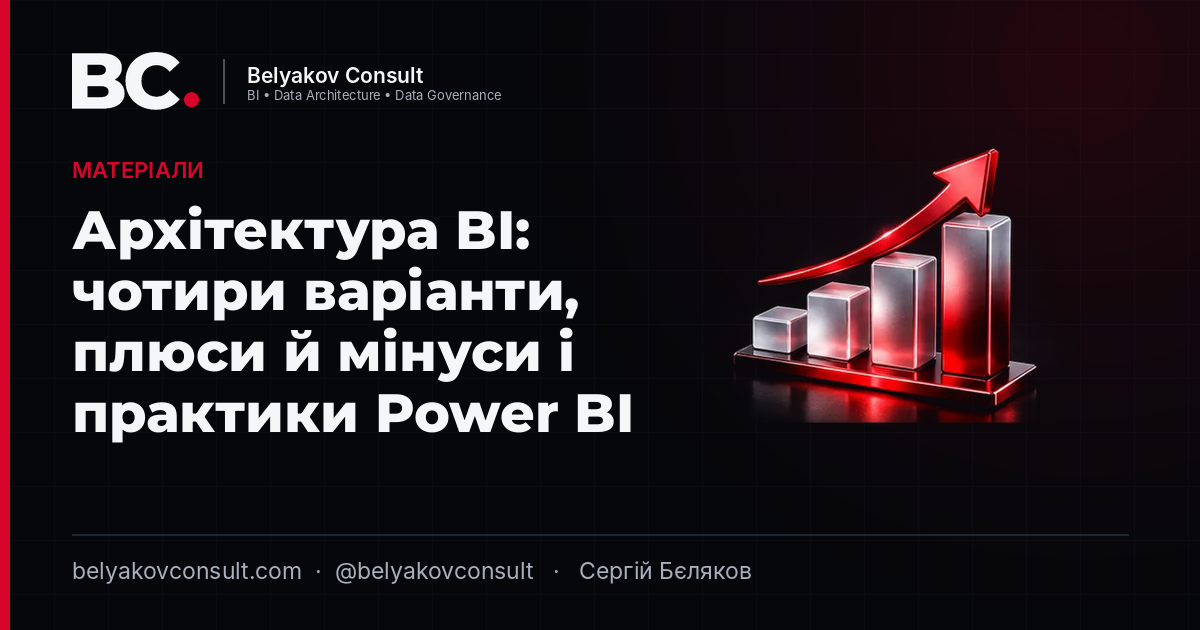 BC.
Belyakov Consult
BI • Data Architecture • Data Governance
МАТЕРІАЛИ
Архітектура BI:
чотири варіанти,
плюси й мінуси і
практики Power BI
belyakovconsult.com · @belyakovconsult · Сергій Бєляков